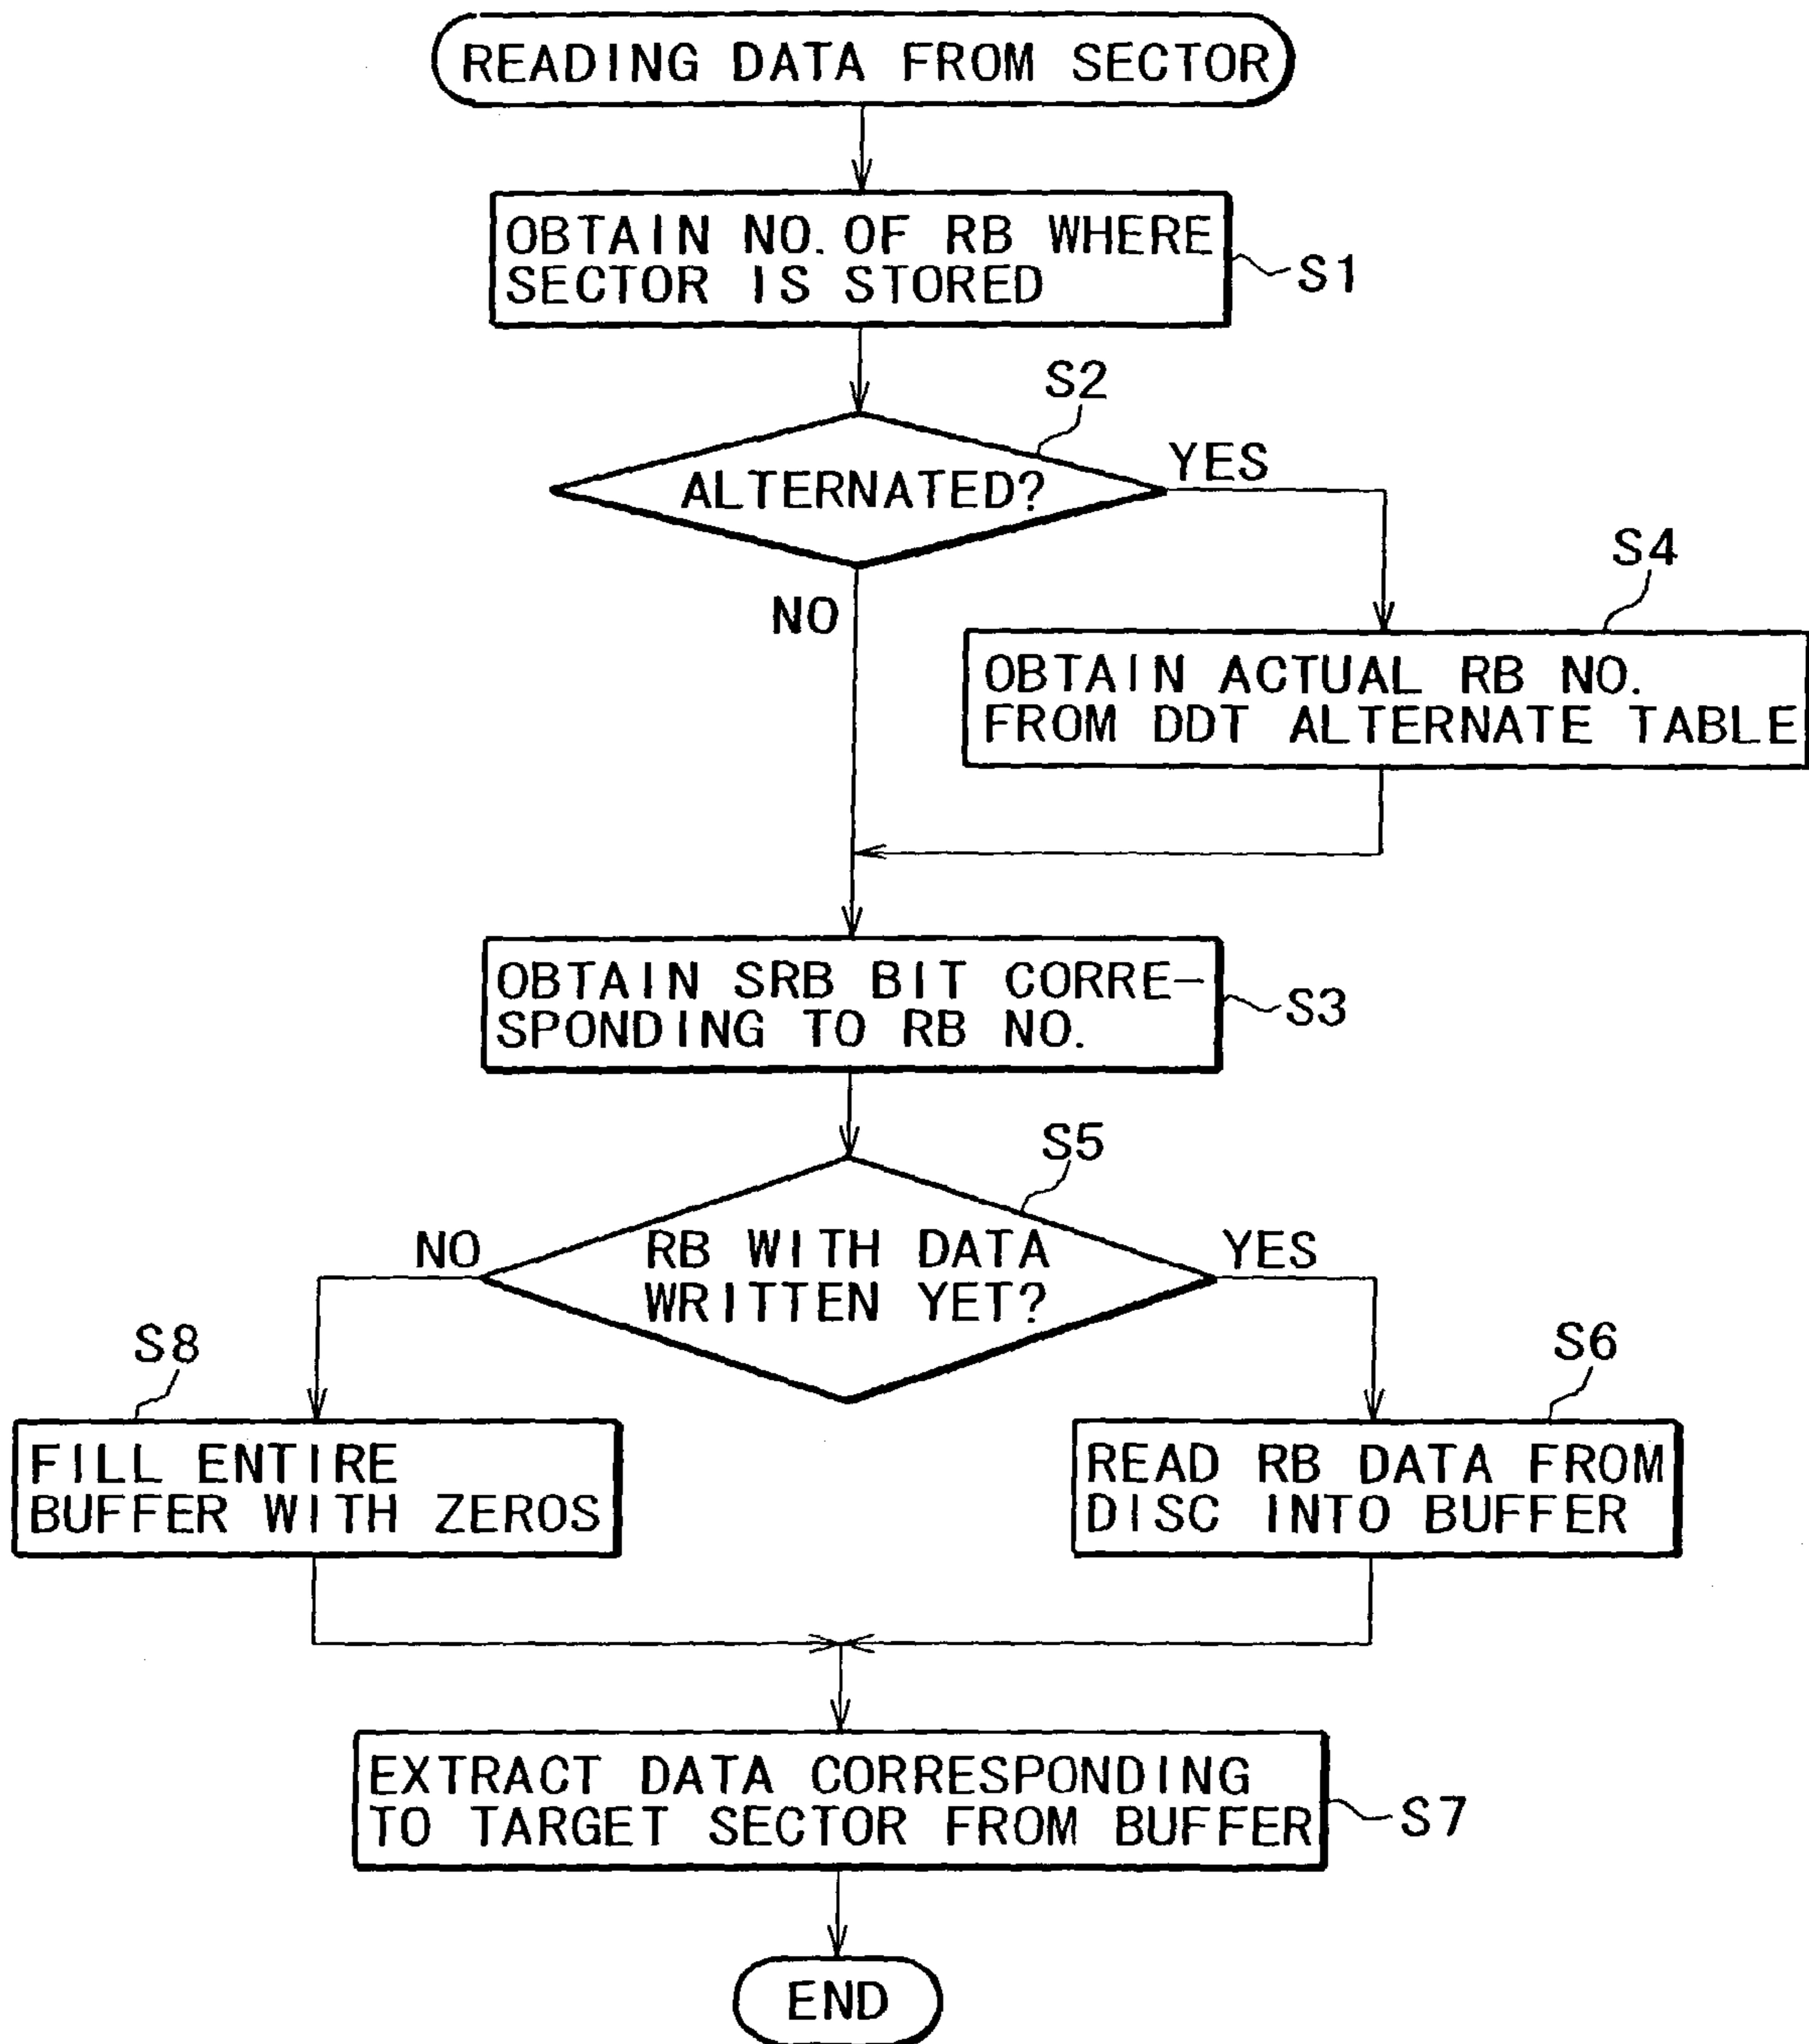 READING DATA FROM SECTOR
OBTAIN NO. OF RB WHERE
SECTOR IS STORED
S1
S2
ALTERNATED?
YES
NO
S4
OBTAIN ACTUAL RB NO.
FROM DDT ALTERNATE TABLE
OBTAIN SRB BIT CORRE-
SPONDING TO RB NO.
S3
S5
RB WITH DATA
WRITTEN YET?
NO
YES
S8
FILL ENTIRE
BUFFER WITH ZEROS
S6
READ RB DATA FROM
DISC INTO BUFFER
EXTRACT DATA CORRESPONDING
TO TARGET SECTOR FROM BUFFER
S7
END